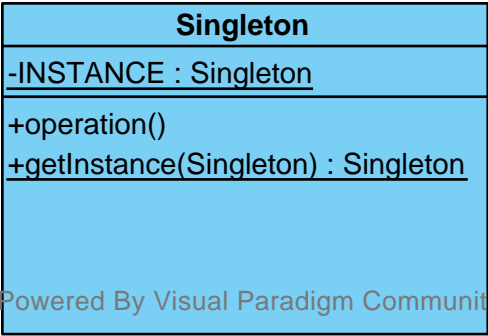 Singleton
-INSTANCE : Singleton
+operation()
+getInstance(Singleton) : Singleton
Powered By Visual Paradigm Communit